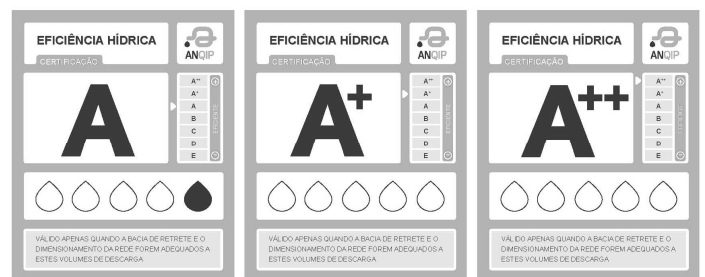 EFICIÊNCIA HÍDRICA
CERTIFICAÇÃO
ANQIP
A
A++
A+
A
B
C
D
E
EFICIENTE
VÁLIDO APENAS QUANDO A BACIA DE RETRETE E O
DIMENSIONAMENTO DA REDE FOREM ADEQUADOS A
ESTES VOLUMES DE DESCARGA
EFICIÊNCIA HÍDRICA
CERTIFICAÇÃO
ANQIP
A+
A++
A+
A
B
C
D
E
EFICIENTE
VÁLIDO APENAS QUANDO A BACIA DE RETRETE E O
DIMENSIONAMENTO DA REDE FOREM ADEQUADOS A
ESTES VOLUMES DE DESCARGA
EFICIÊNCIA HÍDRICA
CERTIFICAÇÃO
ANQIP
A++
A++
A+
A
B
C
D
E
EFICIENTE
VÁLIDO APENAS QUANDO A BACIA DE RETRETE E O
DIMENSIONAMENTO DA REDE FOREM ADEQUADOS A
ESTES VOLUMES DE DESCARGA